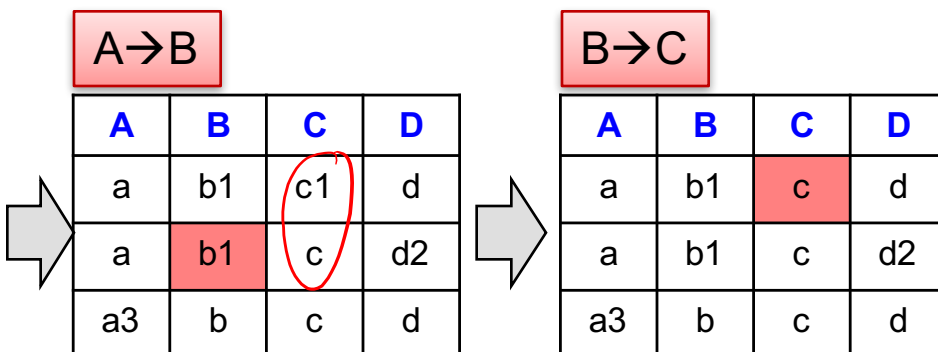 A→B
A B C D
a b1 c1 d
a b1 c d2
a3 b c d
B→C
A B C D
a b1 c d
a b1 c d2
a3 b c d